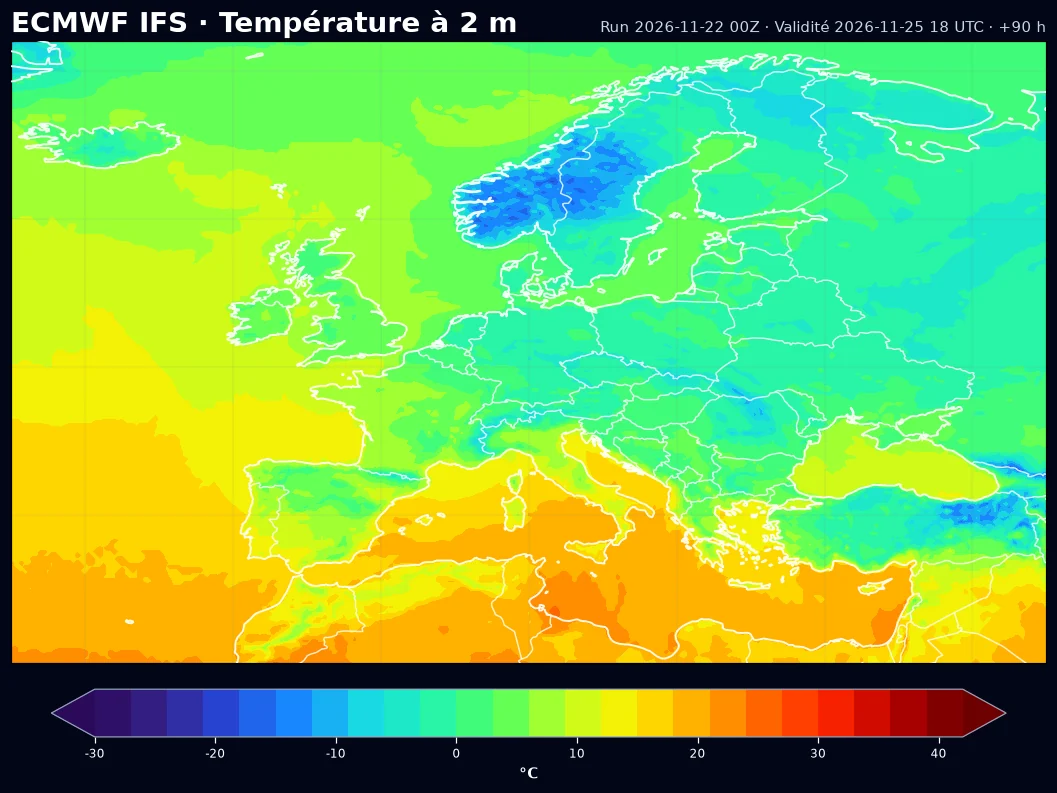 ECMWF IFS · Température à 2 m
Run 2026-11-22 00Z · Validité 2026-11-25 18 UTC · +90 h
-30 -20 -10 0 10 20 30 40
°C